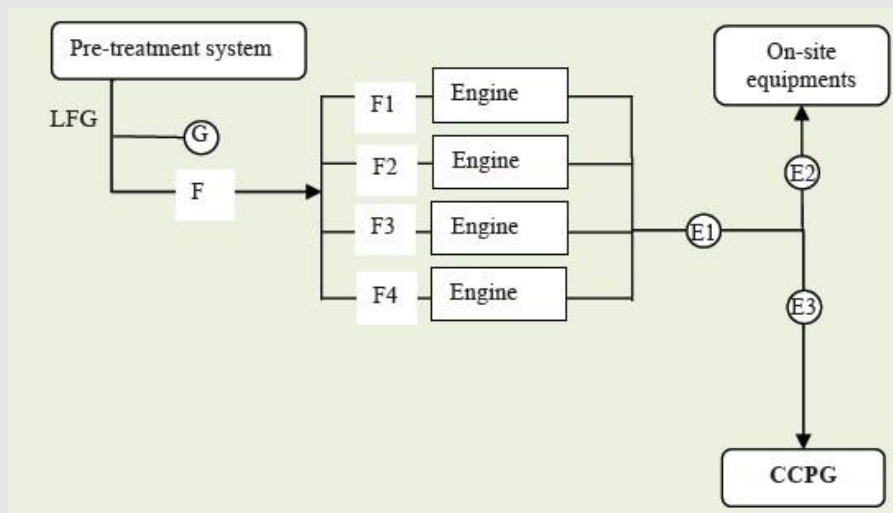 Pre-treatment system
LFG
G
F
F1
Engine
F2
Engine
F3
Engine
F4
Engine
E1
On-site
equipments
E2
E3
CCPG